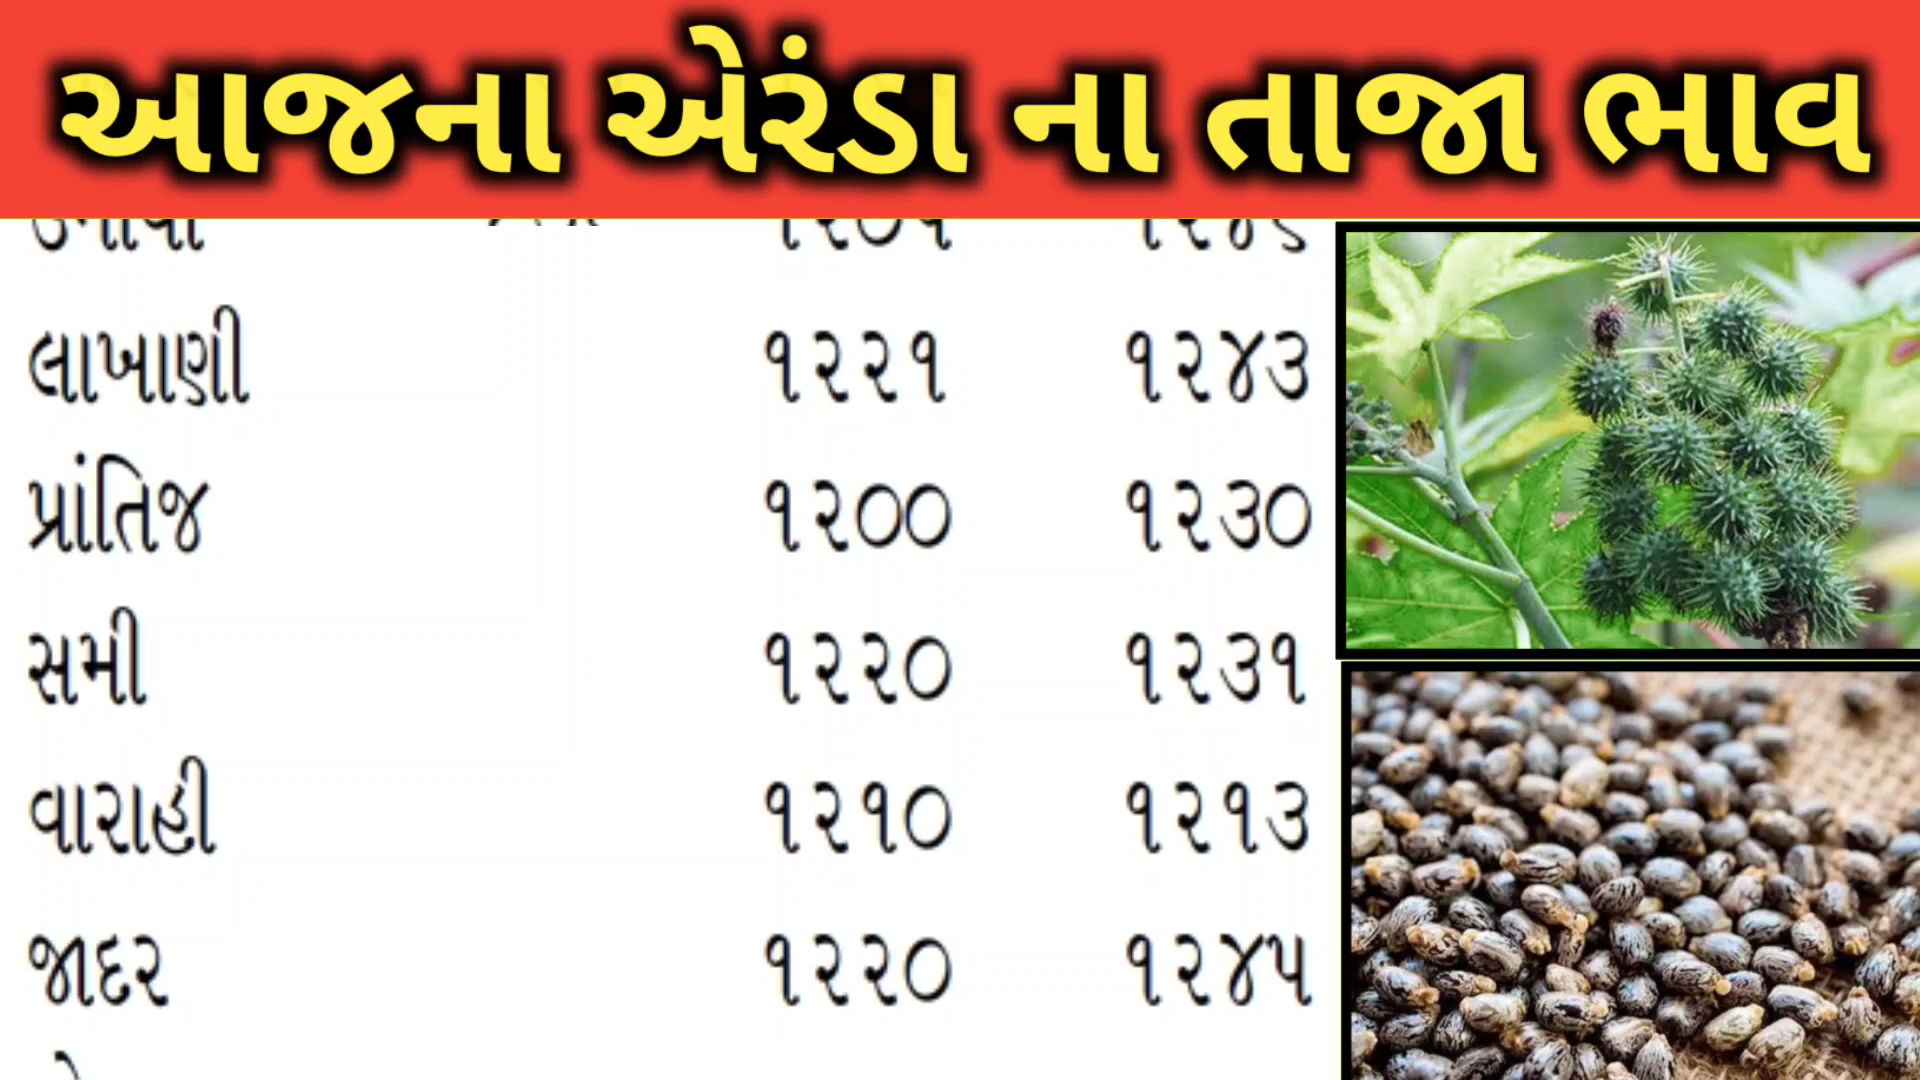 આજના એરંડા ના તાજા ભાવ
લાખાણી ૧૨૨૧ ૧૨૪૩
પ્રાંતિજ ૧૨૦૦ ૧૨૩૦
સમી ૧૨૨૦ ૧૨૩૧
વારાહી ૧૨૧૦ ૧૨૧૩
જાદર ૧૨૨૦ ૧૨૪૫